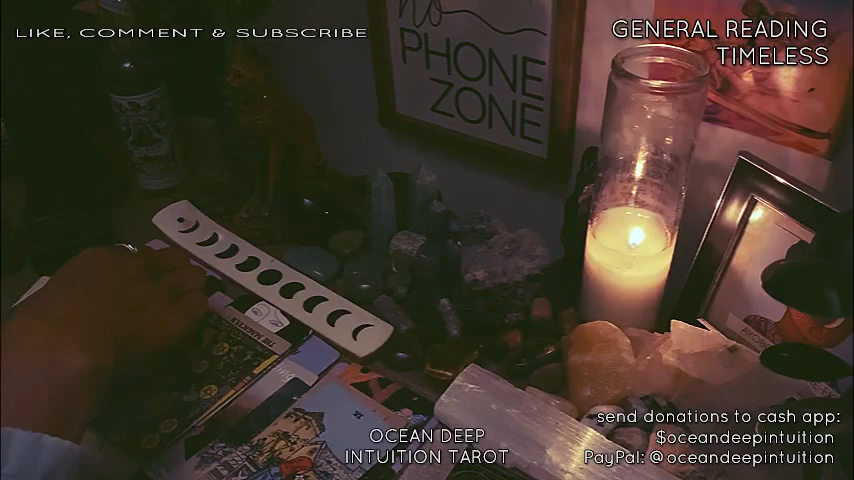 LIKE, COMMENT & SUBSCRIBE
GENERAL READING
TIMELESS
no
PHONE
ZONE
OCEAN DEEP
INTUITION TAROT
send donations to cash app:
$oceandeepintuition
PayPal: @oceandeepintuition